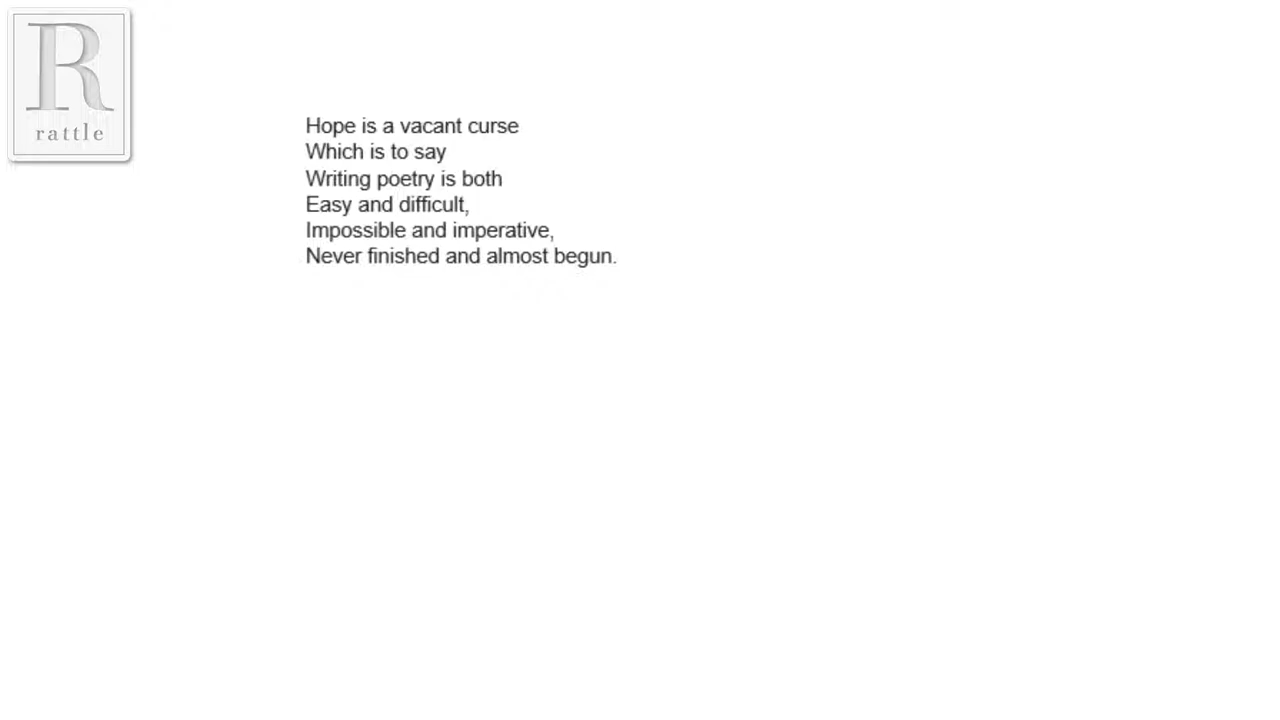 R
rattle
Hope is a vacant curse
Which is to say
Writing poetry is both
Easy and difficult,
Impossible and imperative,
Never finished and almost begun.